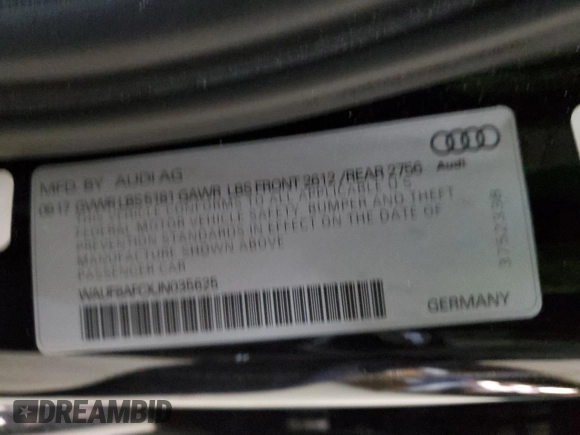 MFD. BY AUDI AG
Audi
09.17 GVWR LBS 5181 GAWR LBS FRONT 2612 / REAR 2756
THIS VEHICLE CONFORMS TO ALL APPLICABLE U.S.
FEDERAL MOTOR VEHICLE SAFETY, BUMPER AND THEFT
PREVENTION STANDARDS IN EFFECT ON THE DATE OF
MANUFACTURE SHOWN ABOVE
PASSENGER CAR
GERMANY
DREAMBID